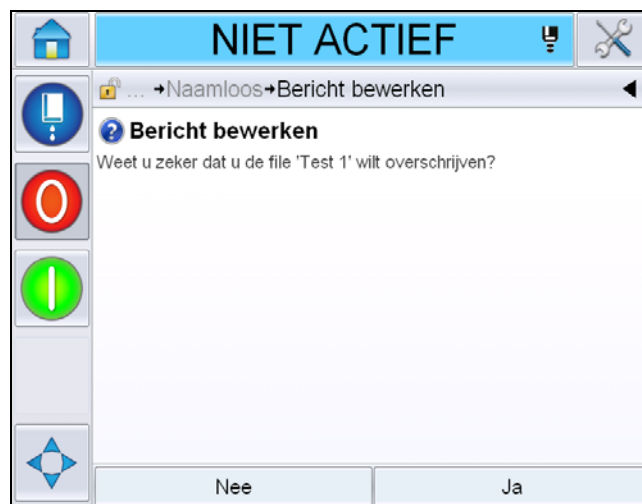 NIET ACTIEF
... →Naamloos→Bericht bewerken
Bericht bewerken
Weet u zeker dat u de file 'Test 1' wilt overschrijven?
Nee Ja